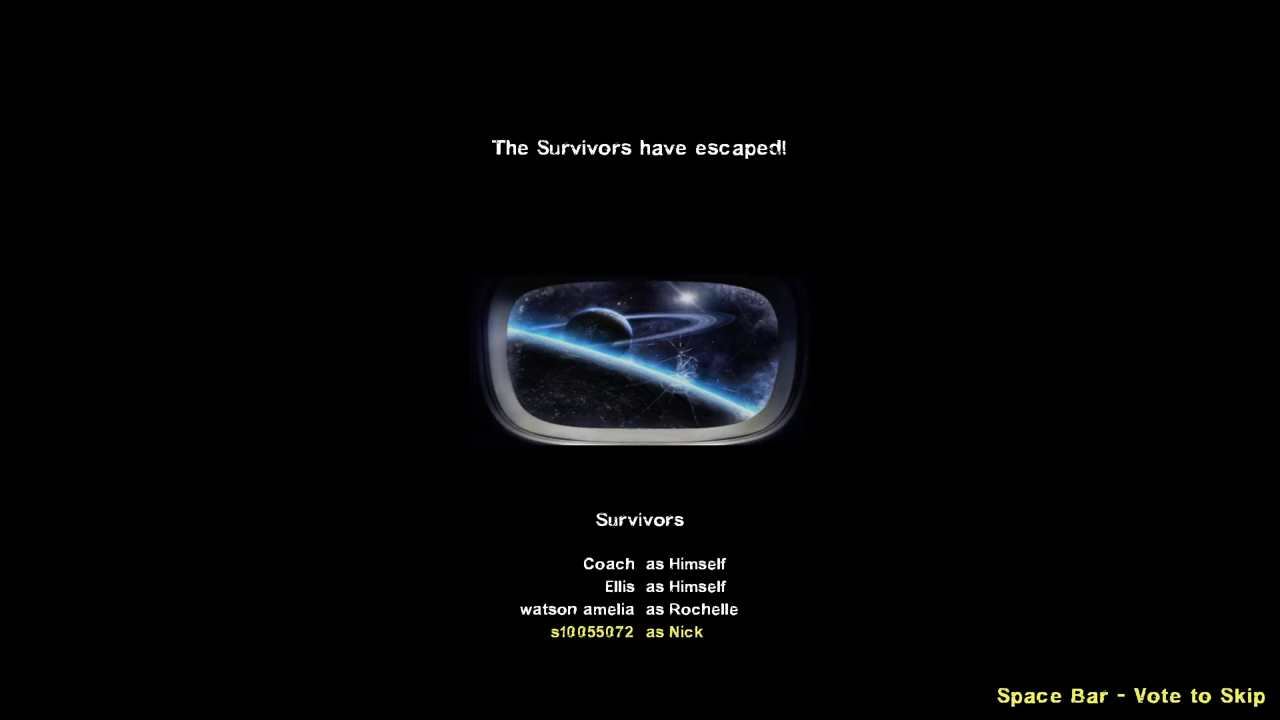 The Survivors have escaped!
Survivors
Coach as Himself
Ellis as Himself
watson amelia as Rochelle
s10055072 as Nick
Space Bar - Vote to Skip